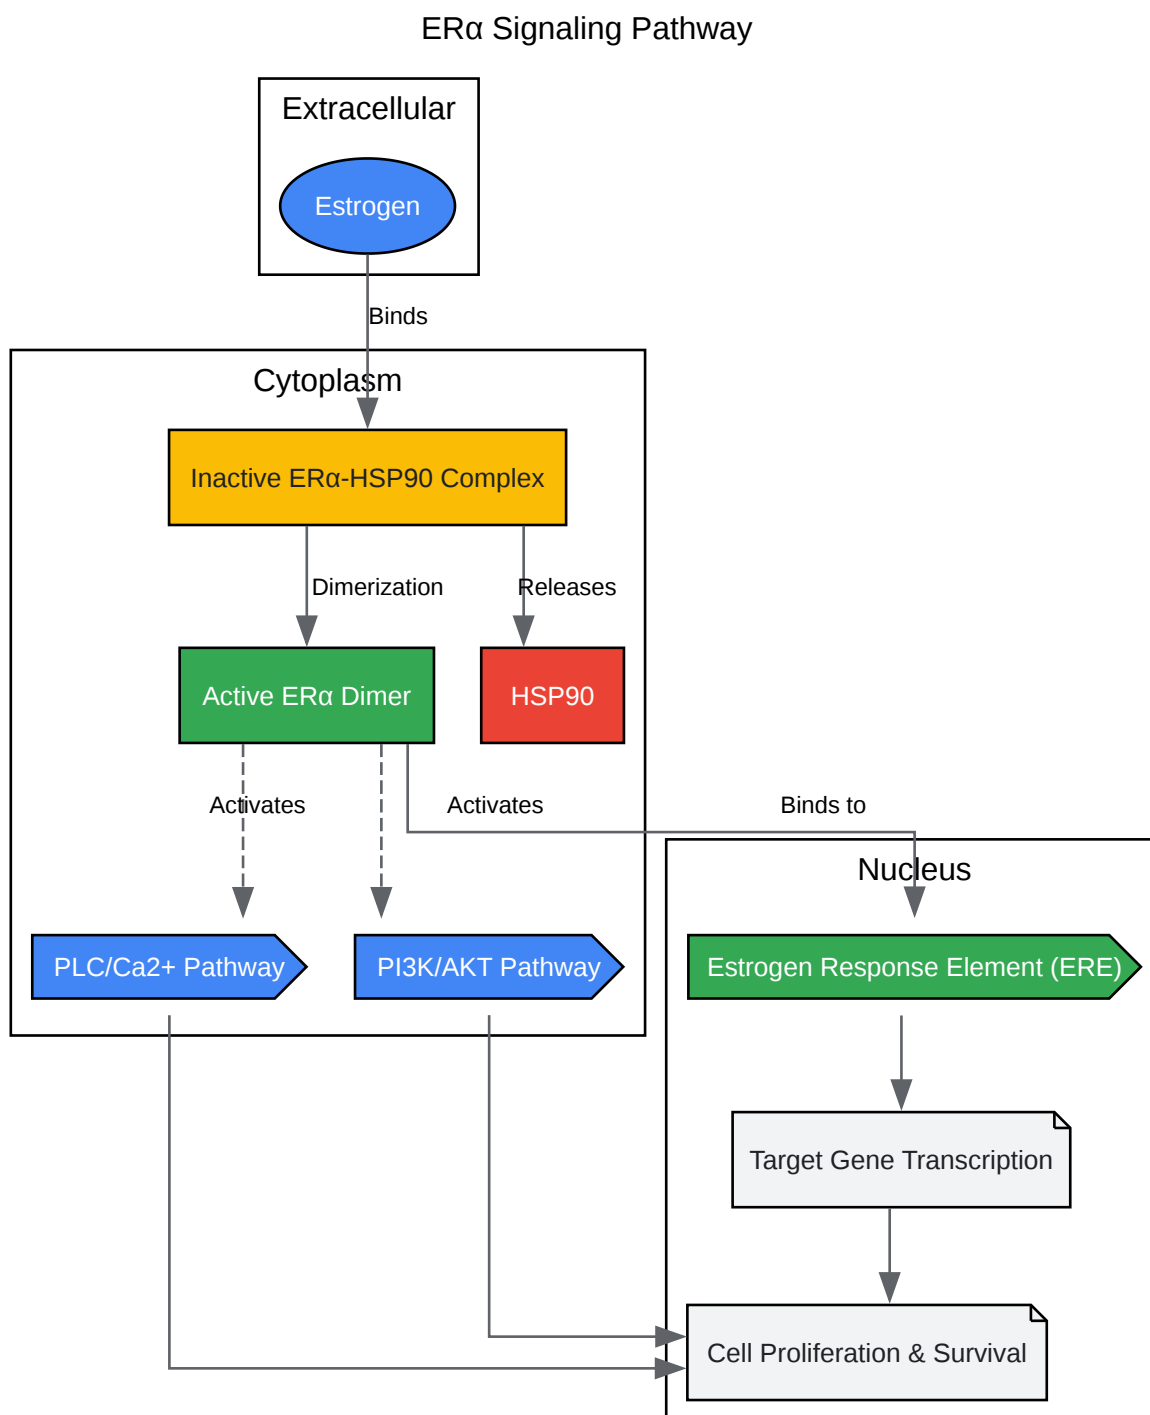 ERα Signaling Pathway
Extracellular
Estrogen
Binds
Cytoplasm
Inactive ERα-HSP90 Complex
Dimerization
Releases
Active ERα Dimer
HSP90
Activates
Activates
Binds to
Nucleus
PLC/Ca2+ Pathway
PI3K/AKT Pathway
Estrogen Response Element (ERE)
Target Gene Transcription
Cell Proliferation & Survival